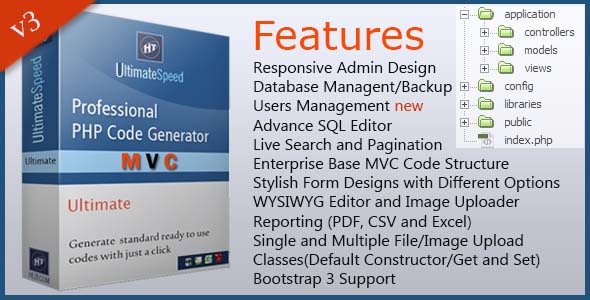 v3
HT
UltimateSpeed
Professional
PHP Code Generator
MVC
Ultimate
Ultimate
Generate standard ready to use
codes with just a click
UltimateSpeed
Ultimate
Features
Responsive Admin Design
Database Managent/Backup
Users Management new
Advance SQL Editor
Live Search and Pagination
Enterprise Base MVC Code Structure
Stylish Form Designs with Different Options
WYSIWYG Editor and Image Uploader
Reporting (PDF, CSV and Excel)
Single and Multiple File/Image Upload
Classes(Default Constructor/Get and Set)
Bootstrap 3 Support
application
controllers
models
views
config
libraries
public
index.php